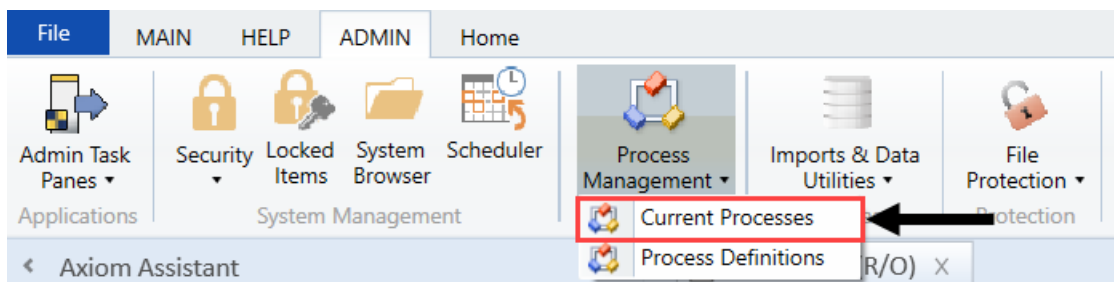 File MAIN HELP ADMIN Home
Admin Task Panes
Security
Locked Items
System Browser
Scheduler
Process Management
Imports & Data Utilities
File Protection
Applications
System Management
Protection
Current Processes
Process Definitions
Axiom Assistant
R/O)